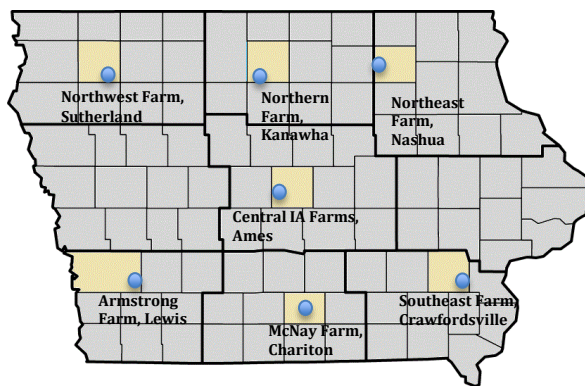 Northwest Farm,
Sutherland
Northern
Farm,
Kanawha
Northeast
Farm,
Nashua
Central IA Farms,
Ames
Armstrong
Farm, Lewis
McNay Farm,
Chariton
Southeast Farm,
Crawfordsville